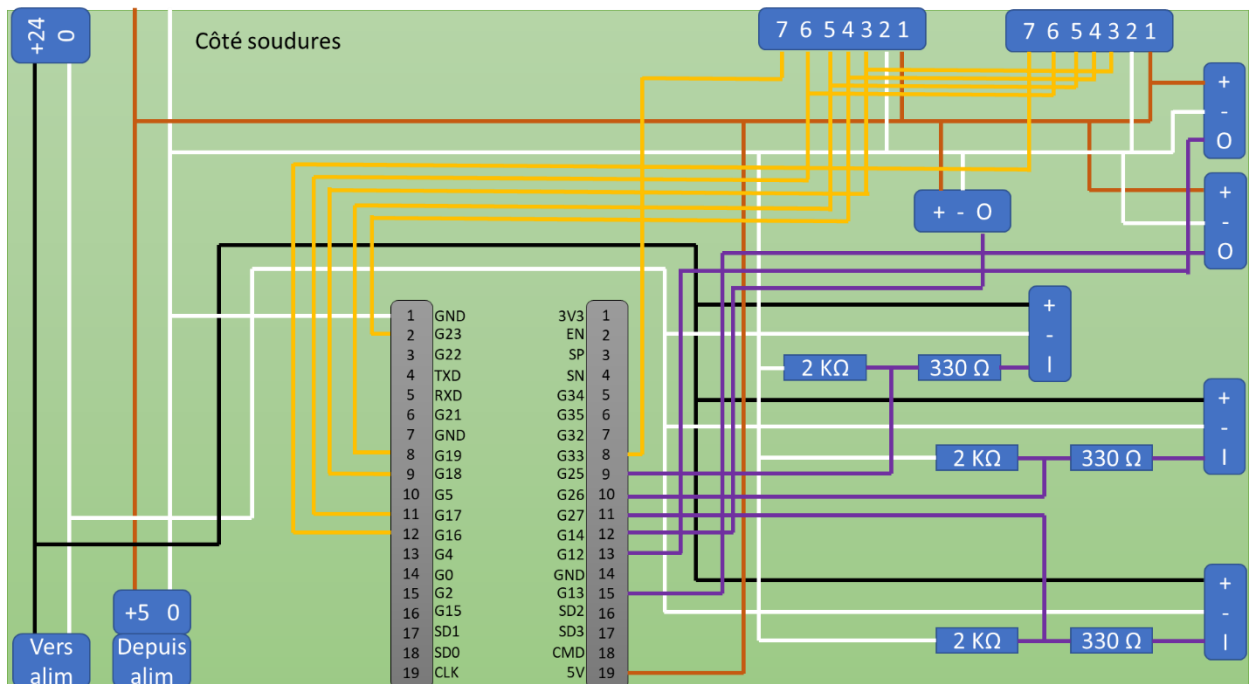 +24 0
Côté soudures
7 6 5 4 3 2 1
7 6 5 4 3 2 1
+
-
O
+
-
O
+ - O
+
-
I
2 KΩ 330 Ω
+
-
I
2 KΩ 330 Ω
+
-
I
2 KΩ 330 Ω
1 GND 3V3 1
2 G23 EN 2
3 G22 SP 3
4 TXD SN 4
5 RXD G34 5
6 G21 G35 6
7 GND G32 7
8 G19 G33 8
9 G18 G25 9
10 G5 G26 10
11 G17 G27 11
12 G16 G14 12
13 G4 G12 13
14 G0 GND 14
15 G2 G13 15
16 G15 SD2 16
17 SD1 SD3 17
18 SD0 CMD 18
19 CLK 5V 19
+5 0
Vers
alim
Depuis
alim